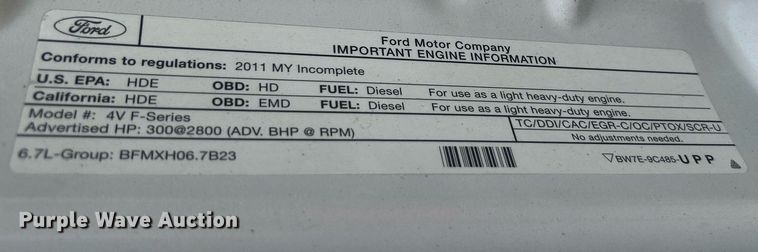 Ford
Ford Motor Company
IMPORTANT ENGINE INFORMATION
Conforms to regulations: 2011 MY Incomplete
U.S. EPA: HDE OBD: HD FUEL: Diesel For use as a light heavy-duty engine.
California: HDE OBD: EMD FUEL: Diesel For use as a light heavy-duty engine.
Model #: 4V F-Series
Advertised HP: 300@2800 (ADV. BHP @ RPM)
TC/DDI/CAC/EGR-C/OC/PTOX/SCR-U
No adjustments needed.
6.7L-Group: BFMXH06.7B23
BW7E-9C485-UPP
Purple Wave Auction